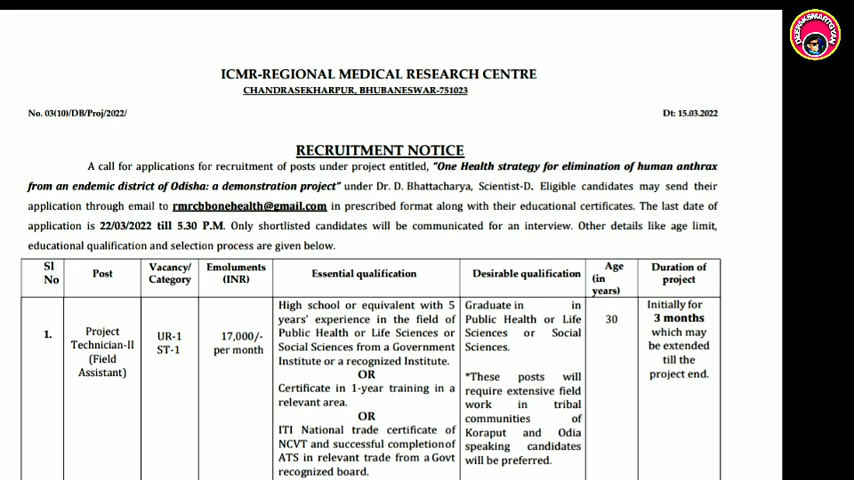 DEEPAKSMARTGYAN
ICMR-REGIONAL MEDICAL RESEARCH CENTRE
CHANDRASEKHARPUR, BHUBANESWAR-751023
No. 03(10)/DB/Proj/2022/ Dt: 15.03.2022
RECRUITMENT NOTICE
A call for applications for recruitment of posts under project entitled, "One Health strategy for elimination of human anthrax
from an endemic district of Odisha: a demonstration project" under Dr. D. Bhattacharya, Scientist-D. Eligible candidates may send their
application through email to rmrcbbonehealth@gmail.com in prescribed format along with their educational certificates. The last date of
application is 22/03/2022 till 5.30 P.M. Only shortlisted candidates will be communicated for an interview. Other details like age limit,
educational qualification and selection process are given below.
Sl
No
Post
Vacancy/
Category
Emoluments
(INR)
Essential qualification
Desirable qualification
Age
(in
years)
Duration of
project
1.
Project
Technician-II
(Field
Assistant)
UR-1
ST-1
17,000/-
per month
High school or equivalent with 5
years' experience in the field of
Public Health or Life Sciences or
Social Sciences from a Government
Institute or a recognized Institute.
OR
Certificate in 1-year training in a
relevant area.
OR
ITI National trade certificate of
NCVT and successful completion of
ATS in relevant trade from a Govt
recognized board.
Graduate in in
Public Health or Life
Sciences or Social
Sciences.
*These posts will
require extensive field
work in tribal
communities of
Koraput and Odia
speaking candidates
will be preferred.
30
Initially for
3 months
which may
be extended
till the
project end.